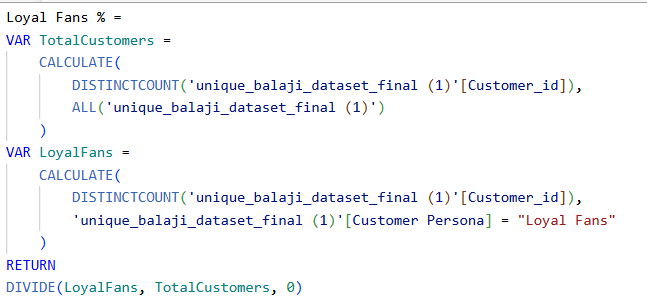 Loyal Fans % =
VAR TotalCustomers =
    CALCULATE(
        DISTINCTCOUNT('unique_balaji_dataset_final (1)'[Customer_id]),
        ALL('unique_balaji_dataset_final (1)')
    )
VAR LoyalFans =
    CALCULATE(
        DISTINCTCOUNT('unique_balaji_dataset_final (1)'[Customer_id]),
        'unique_balaji_dataset_final (1)'[Customer Persona] = "Loyal Fans"
    )
RETURN
DIVIDE(LoyalFans, TotalCustomers, 0)